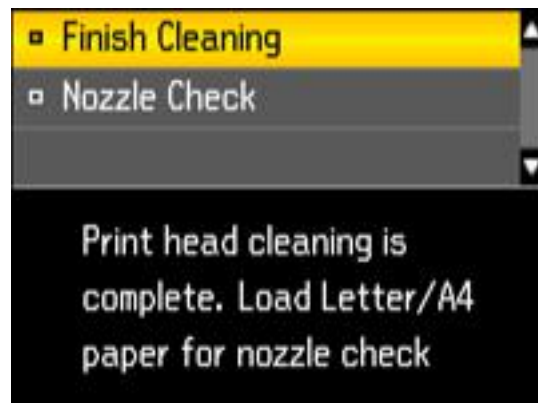 Finish Cleaning
Nozzle Check
Print head cleaning is
complete. Load Letter/A4
paper for nozzle check